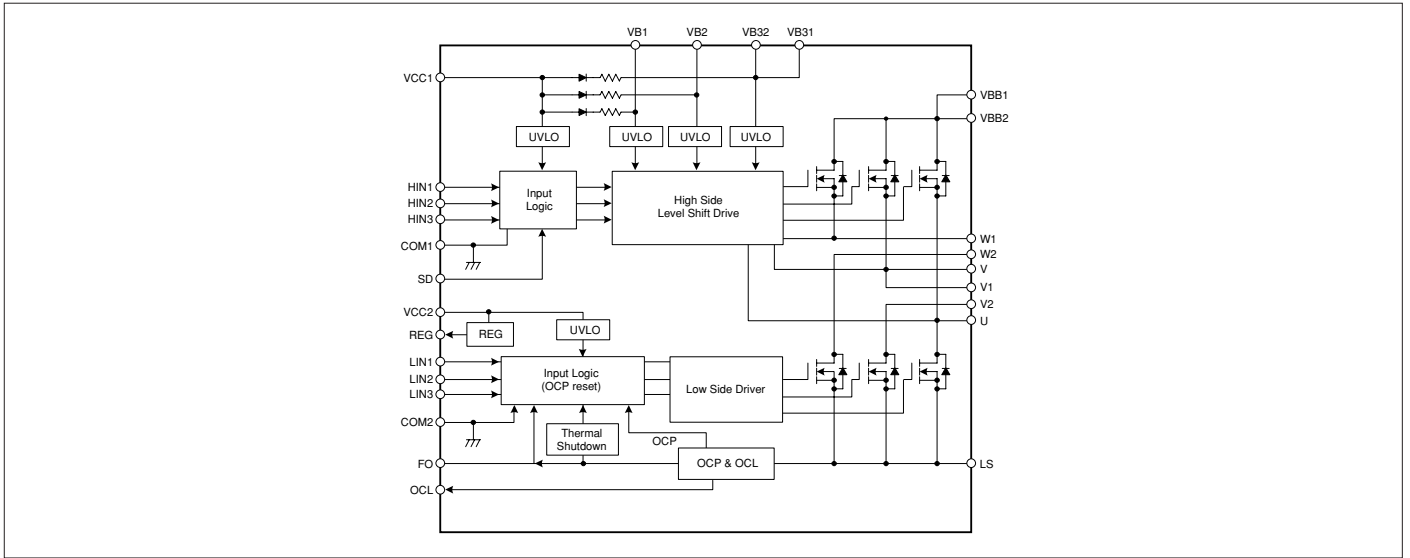 VB1
VB2
VB32
VB31
VCC1
VBB1
VBB2
UVLO
UVLO
UVLO
UVLO
HIN1
HIN2
HIN3
Input
Logic
High Side
Level Shift Drive
COM1
SD
W1
W2
V
V1
V2
U
VCC2
REG
REG
UVLO
LIN1
LIN2
LIN3
Input Logic
(OCP reset)
Low Side Driver
COM2
Thermal
Shutdown
OCP
FO
OCP & OCL
LS
OCL